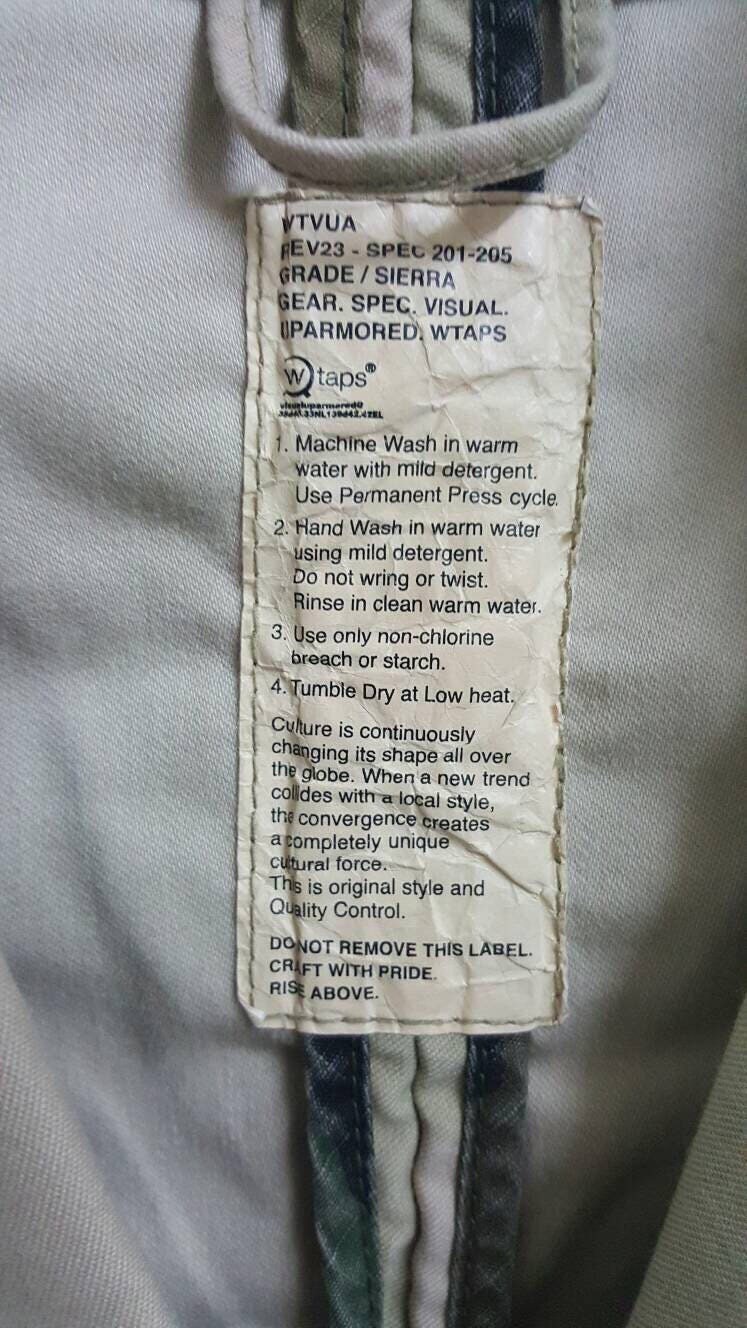 WTVUA
REV23 - SPEC 201-205
GRADE / SIERRA
GEAR. SPEC. VISUAL.
UPARMORED. WTAPS
W taps®
visualuparmored®
1. Machine Wash in warm
water with mild detergent.
Use Permanent Press cycle.
2. Hand Wash in warm water
using mild detergent.
Do not wring or twist.
Rinse in clean warm water.
3. Use only non-chlorine
breach or starch.
4. Tumble Dry at Low heat.
Culture is continuously
changing its shape all over
the globe. When a new trend
collides with a local style,
the convergence creates
a completely unique
cultural force.
This is original style and
Quality Control.
DO NOT REMOVE THIS LABEL.
CRAFT WITH PRIDE.
RISE ABOVE.